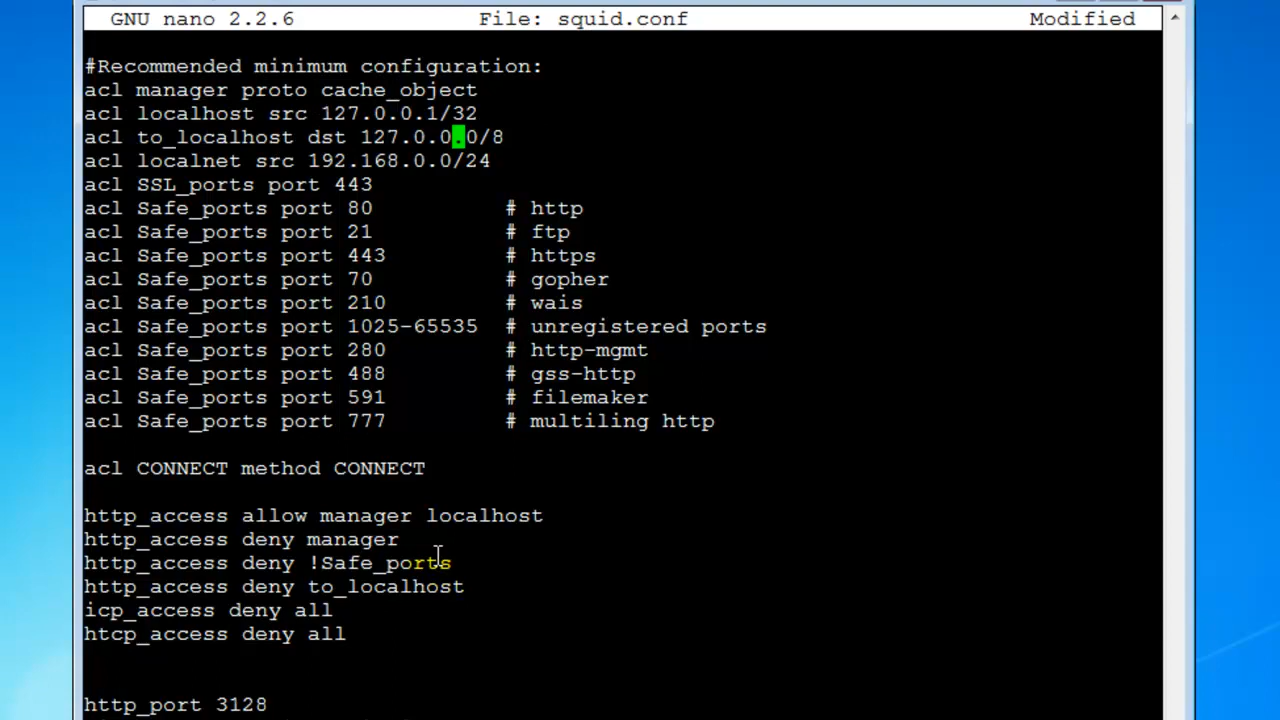 GNU nano 2.2.6 File: squid.conf Modified
#Recommended minimum configuration:
acl manager proto cache_object
acl localhost src 127.0.0.1/32
acl to_localhost dst 127.0.0.0/8
acl localnet src 192.168.0.0/24
acl SSL_ports port 443
acl Safe_ports port 80 # http
acl Safe_ports port 21 # ftp
acl Safe_ports port 443 # https
acl Safe_ports port 70 # gopher
acl Safe_ports port 210 # wais
acl Safe_ports port 1025-65535 # unregistered ports
acl Safe_ports port 280 # http-mgmt
acl Safe_ports port 488 # gss-http
acl Safe_ports port 591 # filemaker
acl Safe_ports port 777 # multiling http
acl CONNECT method CONNECT
http_access allow manager localhost
http_access deny manager
http_access deny !Safe_ports
http_access deny to_localhost
icp_access deny all
htcp_access deny all
http_port 3128